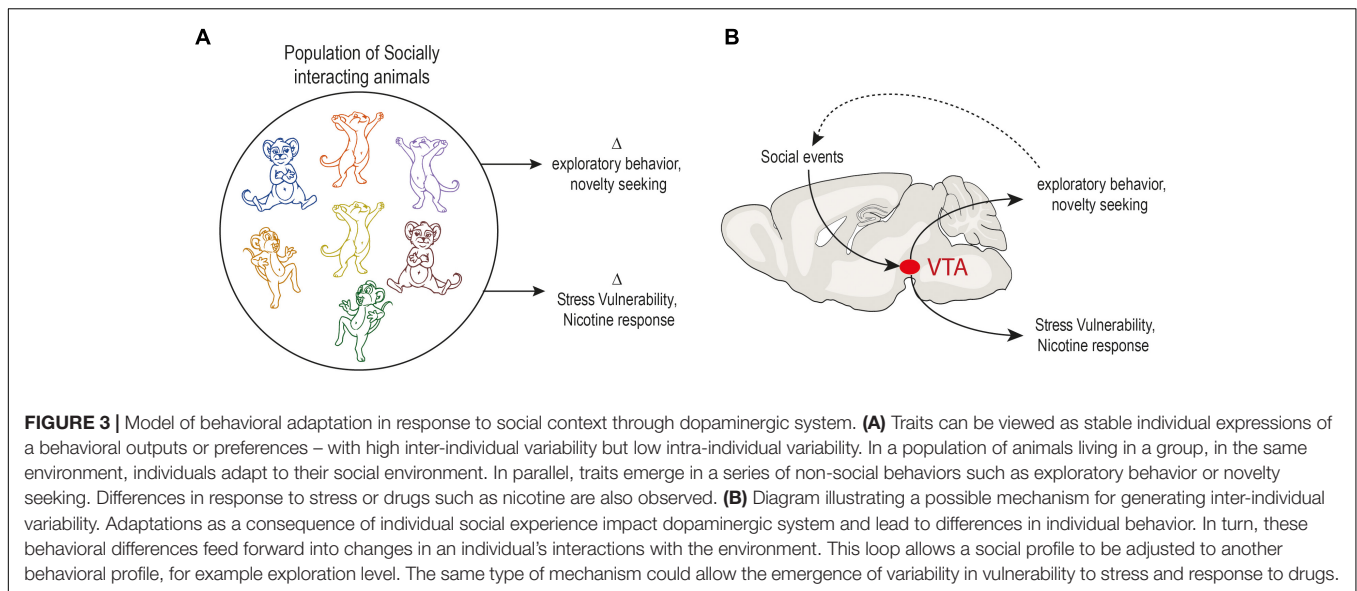 A
Population of Socially
interacting animals
Δ
exploratory behavior,
novelty seeking
Δ
Stress Vulnerability,
Nicotine response
B
Social events
exploratory behavior,
novelty seeking
VTA
Stress Vulnerability,
Nicotine response
FIGURE 3 | Model of behavioral adaptation in response to social context through dopaminergic system. (A) Traits can be viewed as stable individual expressions of
a behavioral outputs or preferences – with high inter-individual variability but low intra-individual variability. In a population of animals living in a group, in the same
environment, individuals adapt to their social environment. In parallel, traits emerge in a series of non-social behaviors such as exploratory behavior or novelty
seeking. Differences in response to stress or drugs such as nicotine are also observed. (B) Diagram illustrating a possible mechanism for generating inter-individual
variability. Adaptations as a consequence of individual social experience impact dopaminergic system and lead to differences in individual behavior. In turn, these
behavioral differences feed forward into changes in an individual's interactions with the environment. This loop allows a social profile to be adjusted to another
behavioral profile, for example exploration level. The same type of mechanism could allow the emergence of variability in vulnerability to stress and response to drugs.